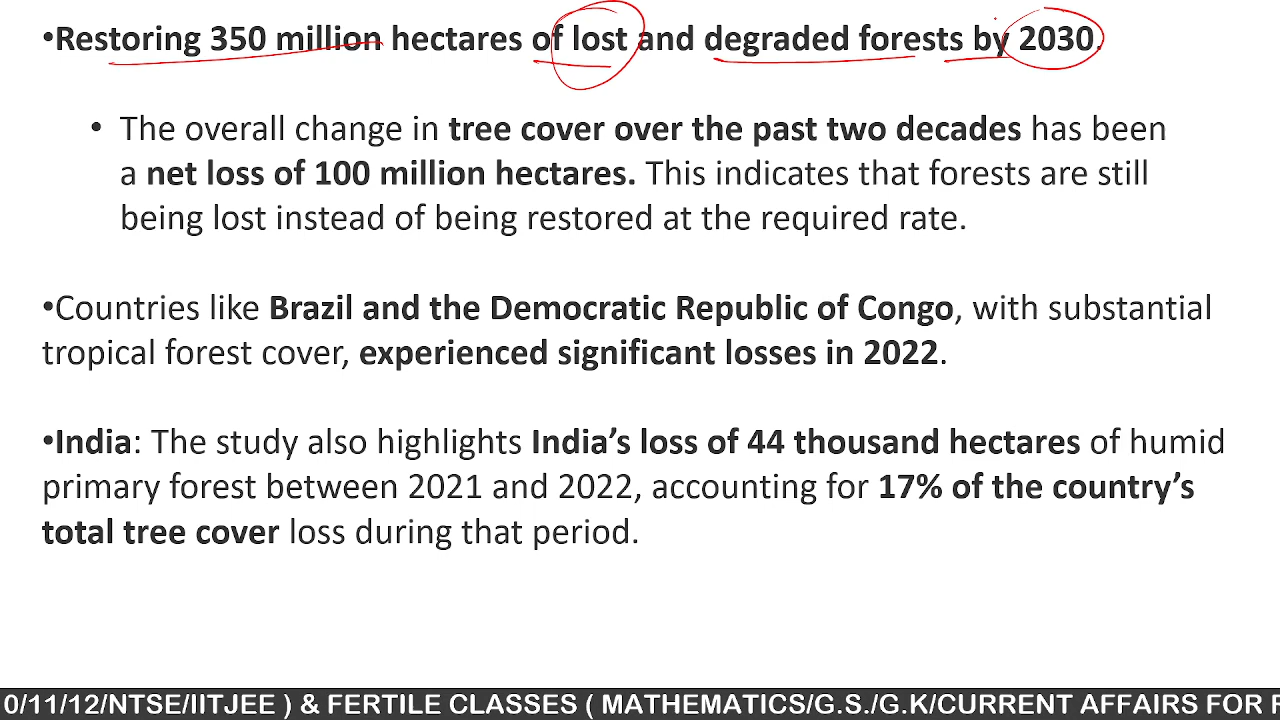 •Restoring 350 million hectares of lost and degraded forests by 2030.
• The overall change in tree cover over the past two decades has been
a net loss of 100 million hectares. This indicates that forests are still
being lost instead of being restored at the required rate.
•Countries like Brazil and the Democratic Republic of Congo, with substantial
tropical forest cover, experienced significant losses in 2022.
•India: The study also highlights India’s loss of 44 thousand hectares of humid
primary forest between 2021 and 2022, accounting for 17% of the country’s
total tree cover loss during that period.
0/11/12/NTSE/IITJEE ) & FERTILE CLASSES ( MATHEMATICS/G.S./G.K/CURRENT AFFAIRS FOR